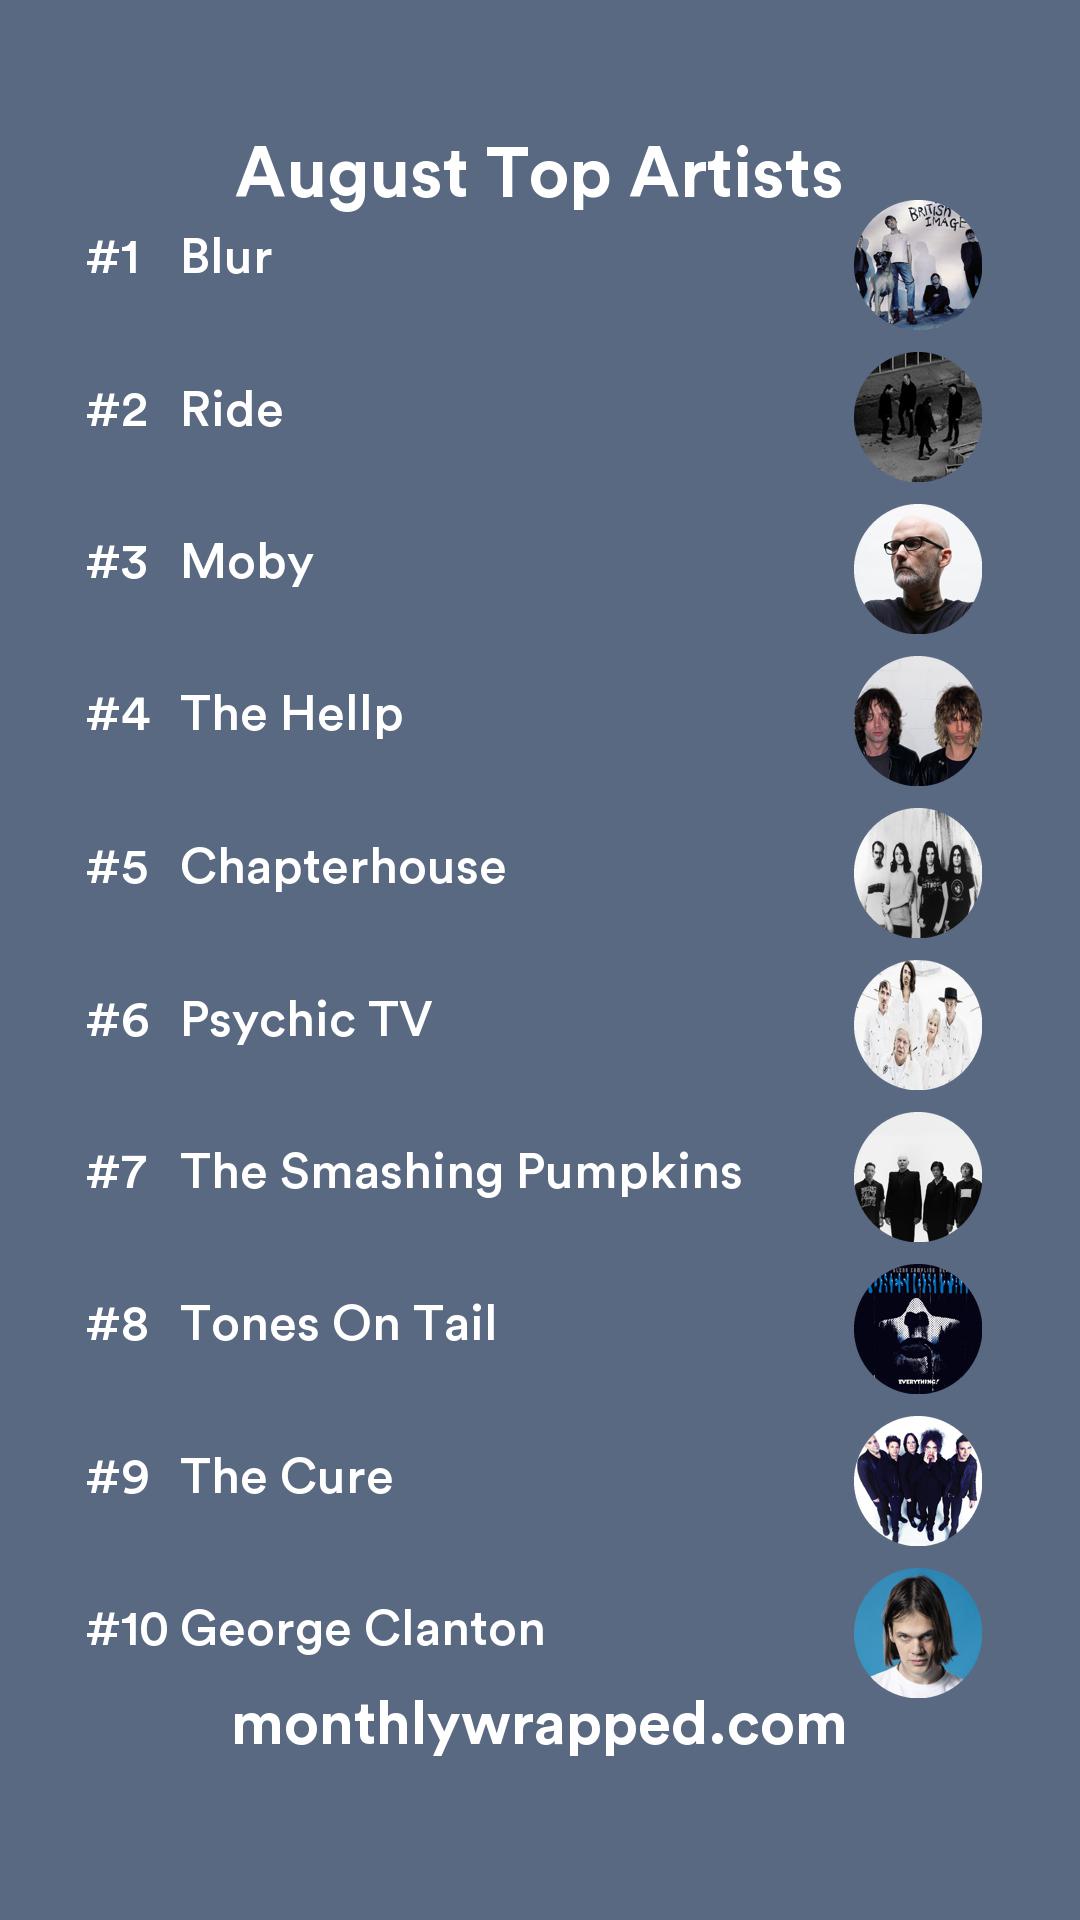 August Top Artists
BRITISH
IMAGE
#1 Blur
#2 Ride
#3 Moby
#4 The Hellp
#5 Chapterhouse
#6 Psychic TV
#7 The Smashing Pumpkins
#8 Tones On Tail
EVERYTHING!
#9 The Cure
#10 George Clanton
monthlywrapped.com